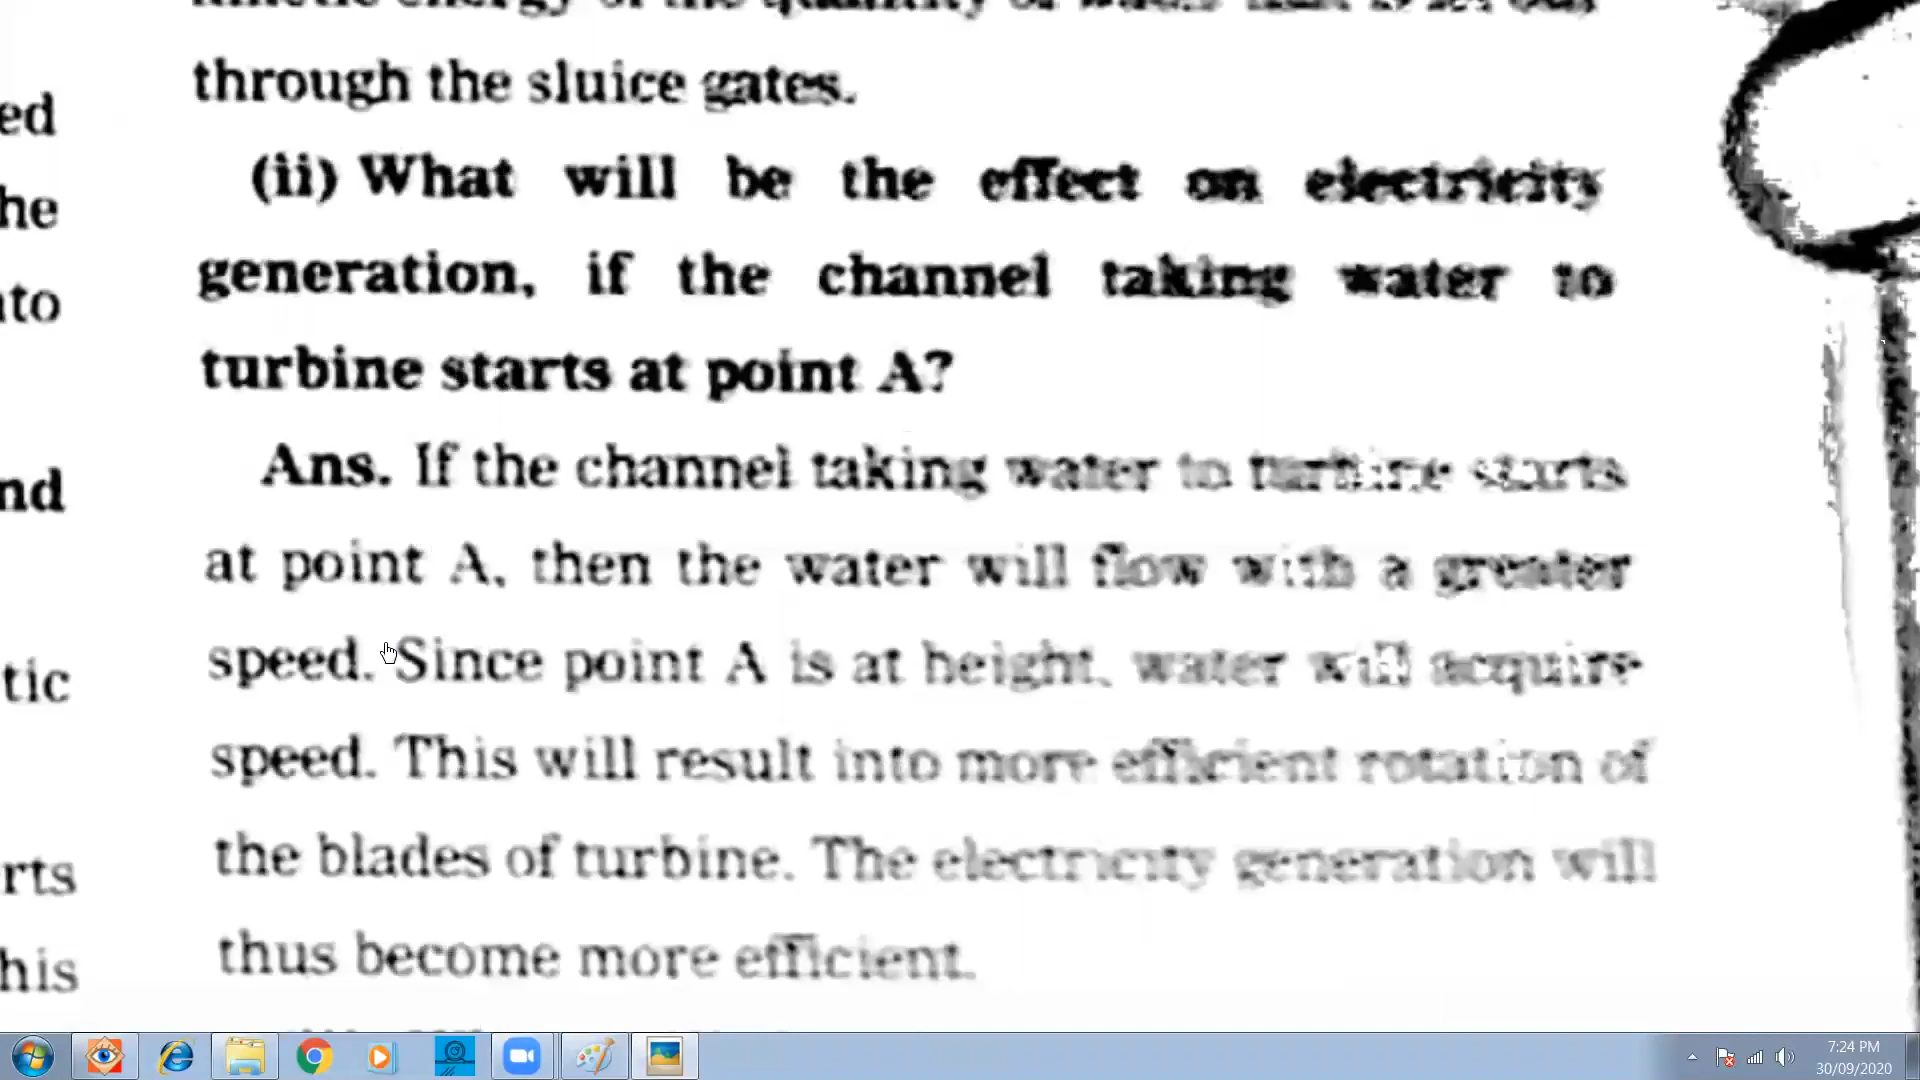 through the sluice gates.
(ii) What will be the effect on electricity
generation, if the channel taking water to
turbine starts at point A?
Ans. If the channel taking water to turbine starts
at point A, then the water will flow with a greater
speed. Since point A is at height, water will acquire
speed. This will result into more efficient rotation of
the blades of turbine. The electricity generation will
thus become more efficient.
ed
he
nto
nd
tic
rts
his
7:24 PM
30/09/2020